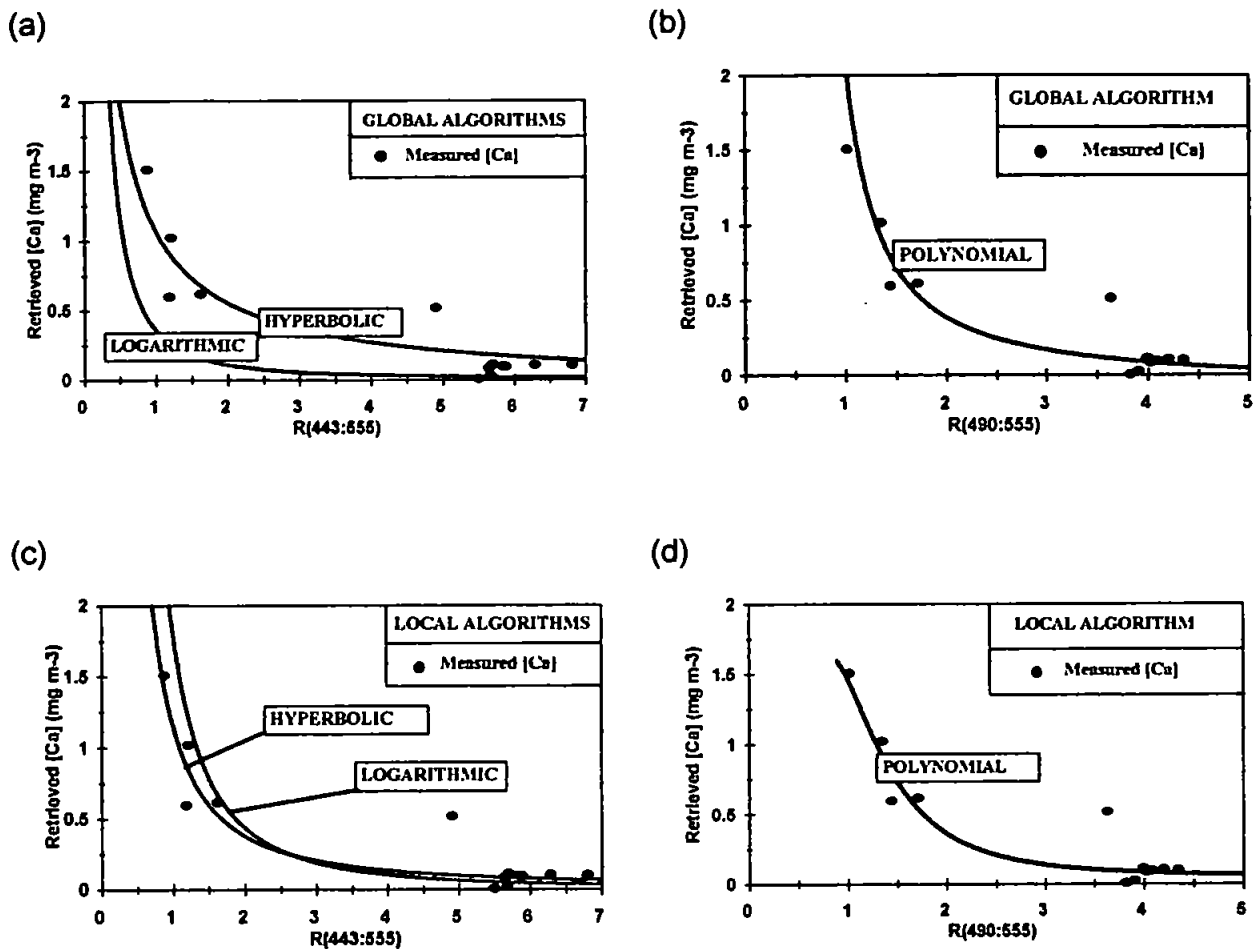 (a)
GLOBAL ALGORITHMS
Measured [Ca]
Retrieved [Ca] (mg m-3)
2
1.5
1
0.5
0
HYPERBOLIC
LOGARITHMIC
0 1 2 3 4 5 6 7
R(443:555)
(b)
GLOBAL ALGORITHM
Measured [Ca]
Retrieved [Ca] (mg m-3)
2
1.5
1
0.5
0
POLYNOMIAL
0 1 2 3 4 5
R(490:555)
(c)
LOCAL ALGORITHMS
Measured [Ca]
Retrieved [Ca] (mg m-3)
2
1.5
1
0.5
0
HYPERBOLIC
LOGARITHMIC
0 1 2 3 4 5 6 7
R(443:555)
(d)
LOCAL ALGORITHM
Measured [Ca]
Retrieved [Ca] (mg m-3)
2
1.5
1
0.5
0
POLYNOMIAL
0 1 2 3 4 5
R(490:555)